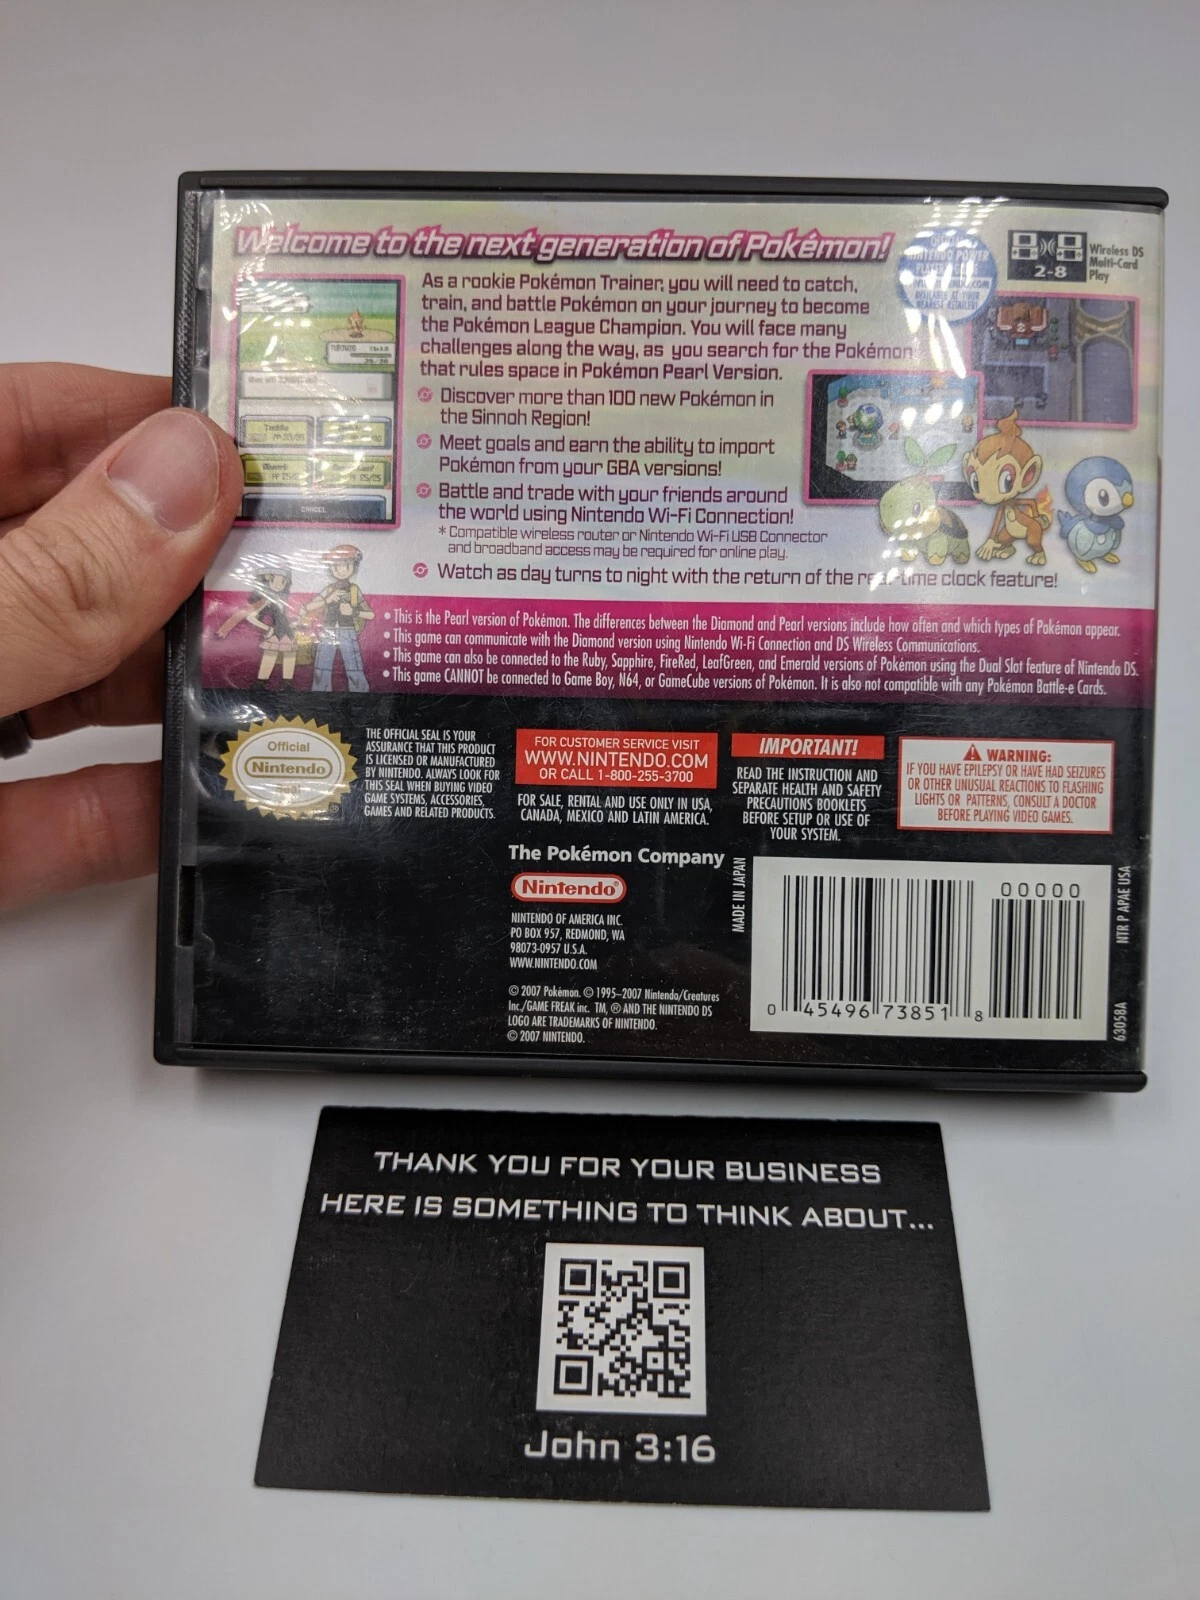 Welcome to the next generation of Pokémon!
Wireless DS
Multi-Card
Play
2-8
As a rookie Pokémon Trainer, you will need to catch,
train, and battle Pokémon on your journey to become
the Pokémon League Champion. You will face many
challenges along the way, as you search for the Pokémon
that rules space in Pokémon Pearl Version.
Discover more than 100 new Pokémon in
the Sinnoh Region!
Meet goals and earn the ability to import
Pokémon from your GBA versions!
Battle and trade with your friends around
the world using Nintendo Wi-Fi Connection!
* Compatible wireless router or Nintendo Wi-Fi USB Connector
and broadband access may be required for online play.
Watch as day turns to night with the return of the real-time clock feature!
CANCEL
• This is the Pearl version of Pokémon. The differences between the Diamond and Pearl versions include how often and which types of Pokémon appear.
• This game can communicate with the Diamond version using Nintendo Wi-Fi Connection and DS Wireless Communications.
• This game can also be connected to the Ruby, Sapphire, FireRed, LeafGreen, and Emerald versions of Pokémon using the Dual Slot feature of Nintendo DS.
• This game CANNOT be connected to Game Boy, N64, or GameCube versions of Pokémon. It is also not compatible with any Pokémon Battle-e Cards.
Official
Nintendo
Seal
®
THE OFFICIAL SEAL IS YOUR
ASSURANCE THAT THIS PRODUCT
IS LICENSED OR MANUFACTURED
BY NINTENDO. ALWAYS LOOK FOR
THIS SEAL WHEN BUYING VIDEO
GAME SYSTEMS, ACCESSORIES,
GAMES AND RELATED PRODUCTS.
FOR CUSTOMER SERVICE VISIT
WWW.NINTENDO.COM
OR CALL 1-800-255-3700
FOR SALE, RENTAL AND USE ONLY IN USA,
CANADA, MEXICO AND LATIN AMERICA.
IMPORTANT!
READ THE INSTRUCTION AND
SEPARATE HEALTH AND SAFETY
PRECAUTIONS BOOKLETS
BEFORE SETUP OR USE OF
YOUR SYSTEM.
WARNING:
IF YOU HAVE EPILEPSY OR HAVE HAD SEIZURES
OR OTHER UNUSUAL REACTIONS TO FLASHING
LIGHTS OR PATTERNS, CONSULT A DOCTOR
BEFORE PLAYING VIDEO GAMES.
The Pokémon Company
Nintendo®
NINTENDO OF AMERICA INC.
PO BOX 957, REDMOND, WA
98073-0957 U.S.A.
WWW.NINTENDO.COM
© 2007 Pokémon. © 1995–2007 Nintendo/Creatures
Inc./GAME FREAK inc. TM, ® AND THE NINTENDO DS
LOGO ARE TRADEMARKS OF NINTENDO.
© 2007 NINTENDO.
MADE IN JAPAN
00000
0 45496 73851 8
NTR P APAE USA
63058A
THANK YOU FOR YOUR BUSINESS
HERE IS SOMETHING TO THINK ABOUT...
John 3:16